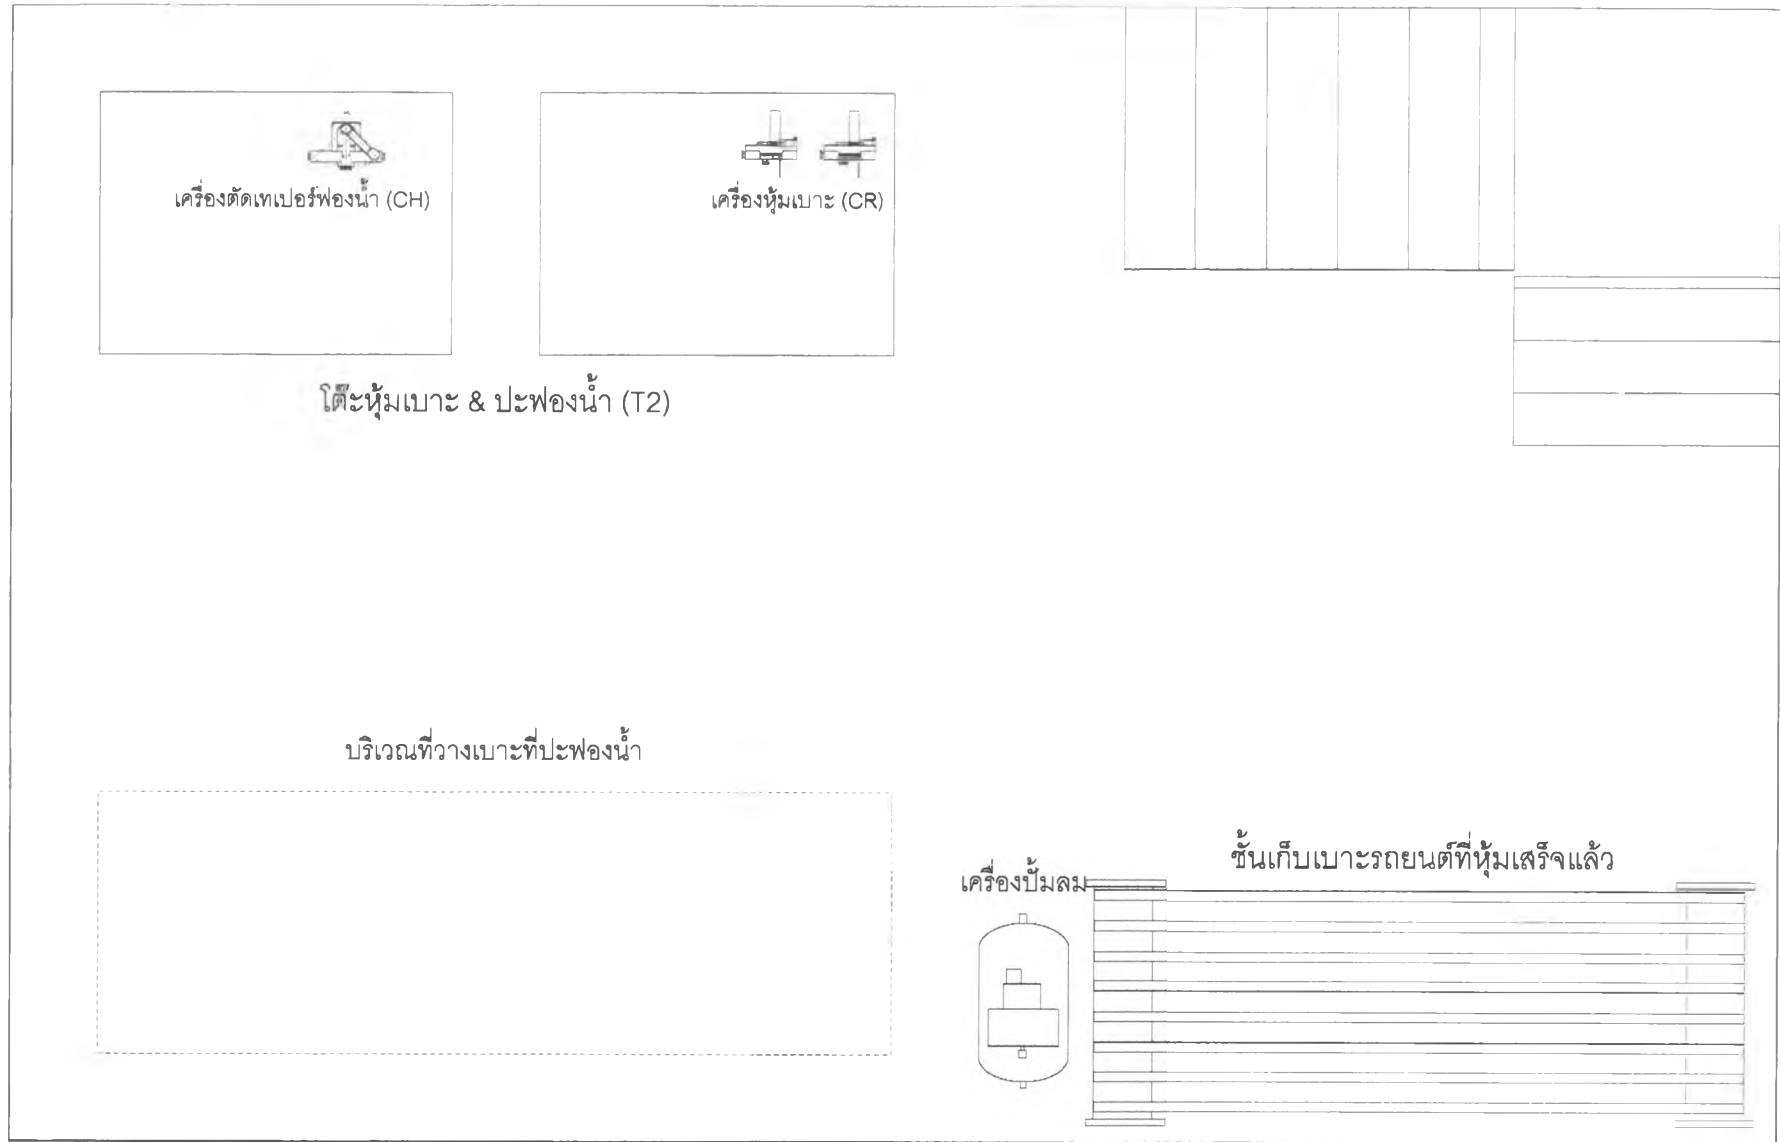 เครื่องตัดเทเปอร์ฟองน้ำ (CH)
เครื่องหุ้มเบาะ (CR)
โต๊ะหุ้มเบาะ & ปะฟองน้ำ (T2)
บริเวณที่วางเบาะที่ปะฟองน้ำ
เครื่องปั้มลม
ชั้นเก็บเบาะรถยนต์ที่หุ้มเสร็จแล้ว